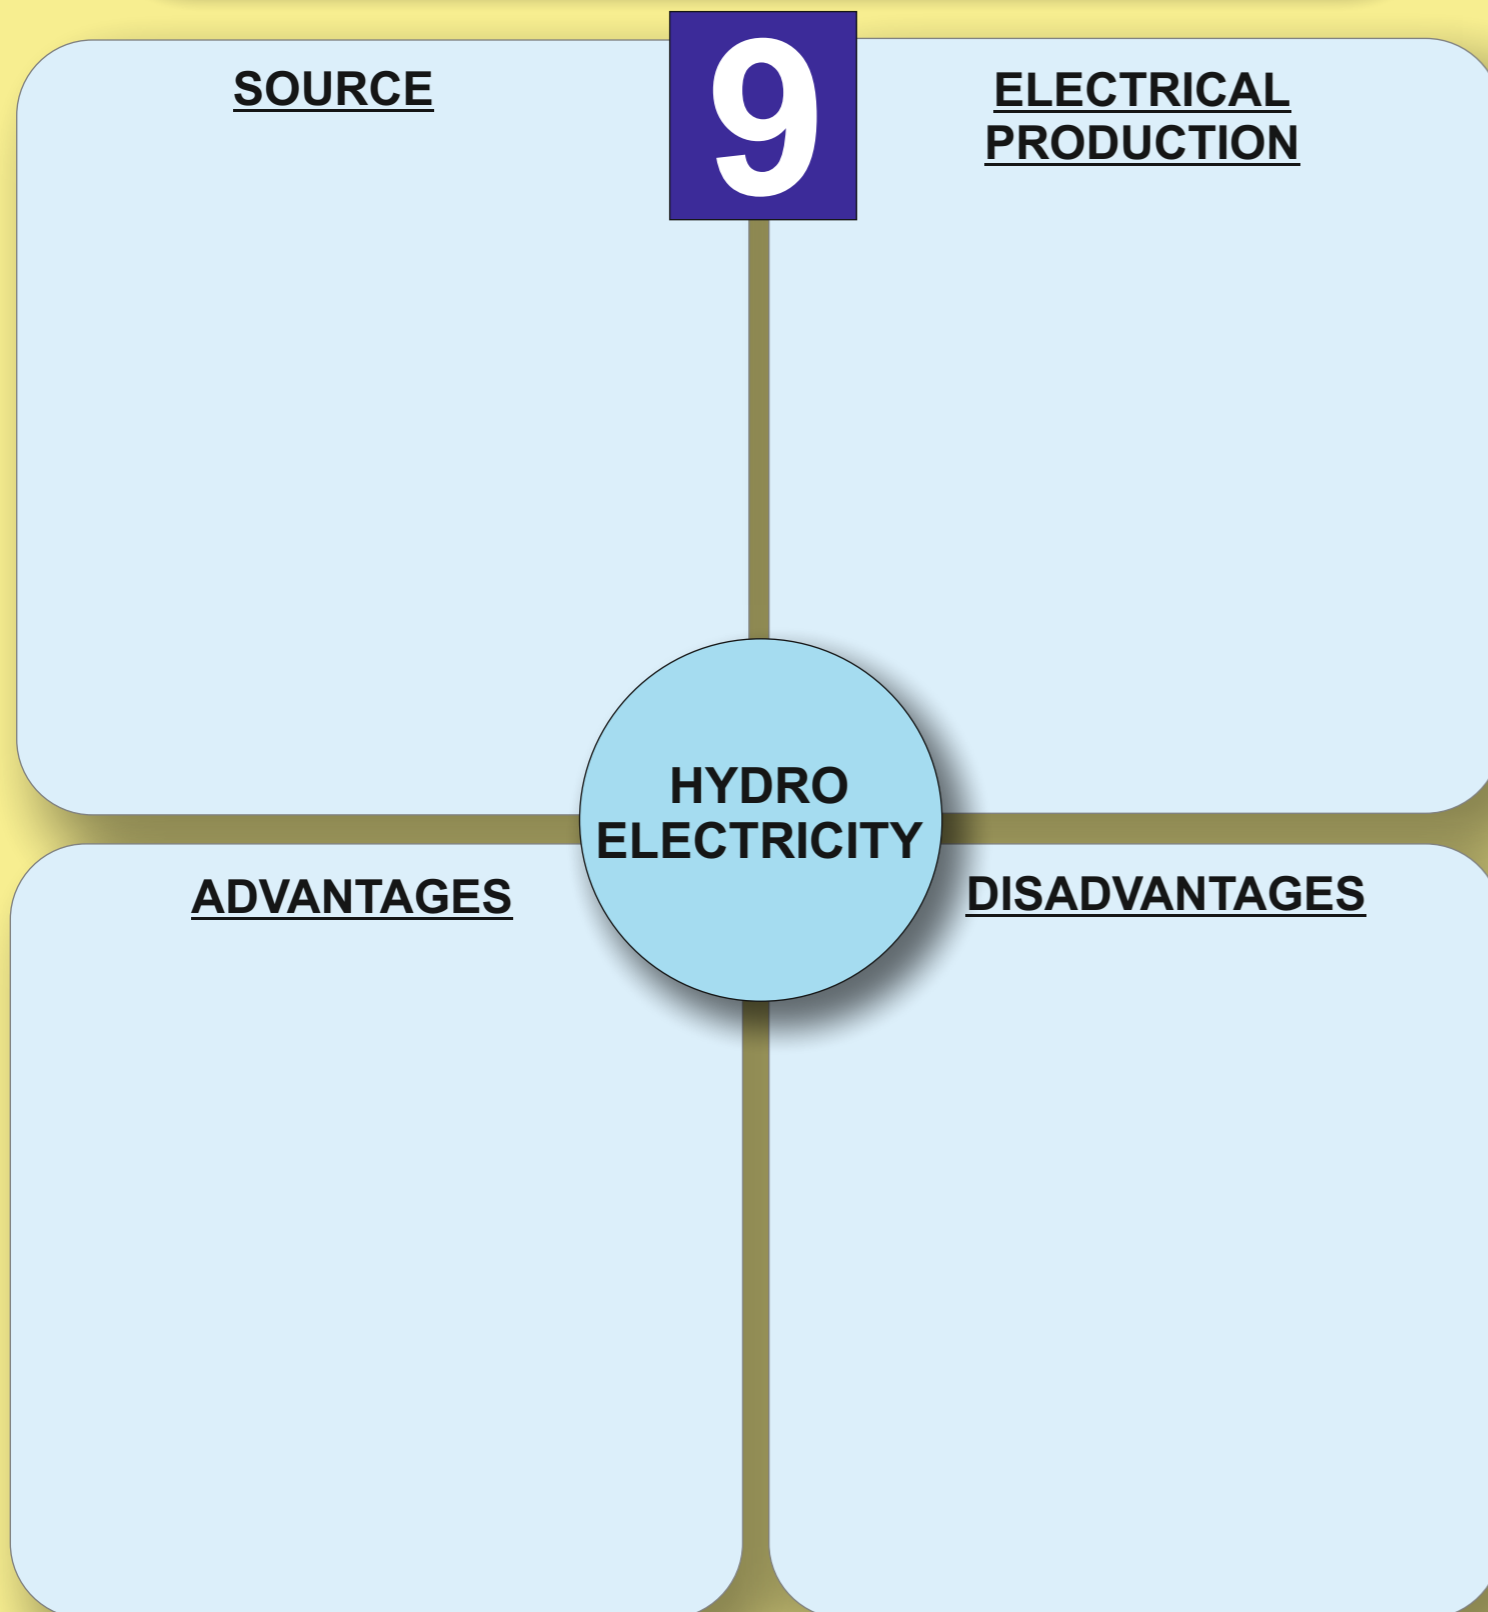 SOURCE
9
ELECTRICAL
PRODUCTION
HYDRO
ELECTRICITY
ADVANTAGES
DISADVANTAGES